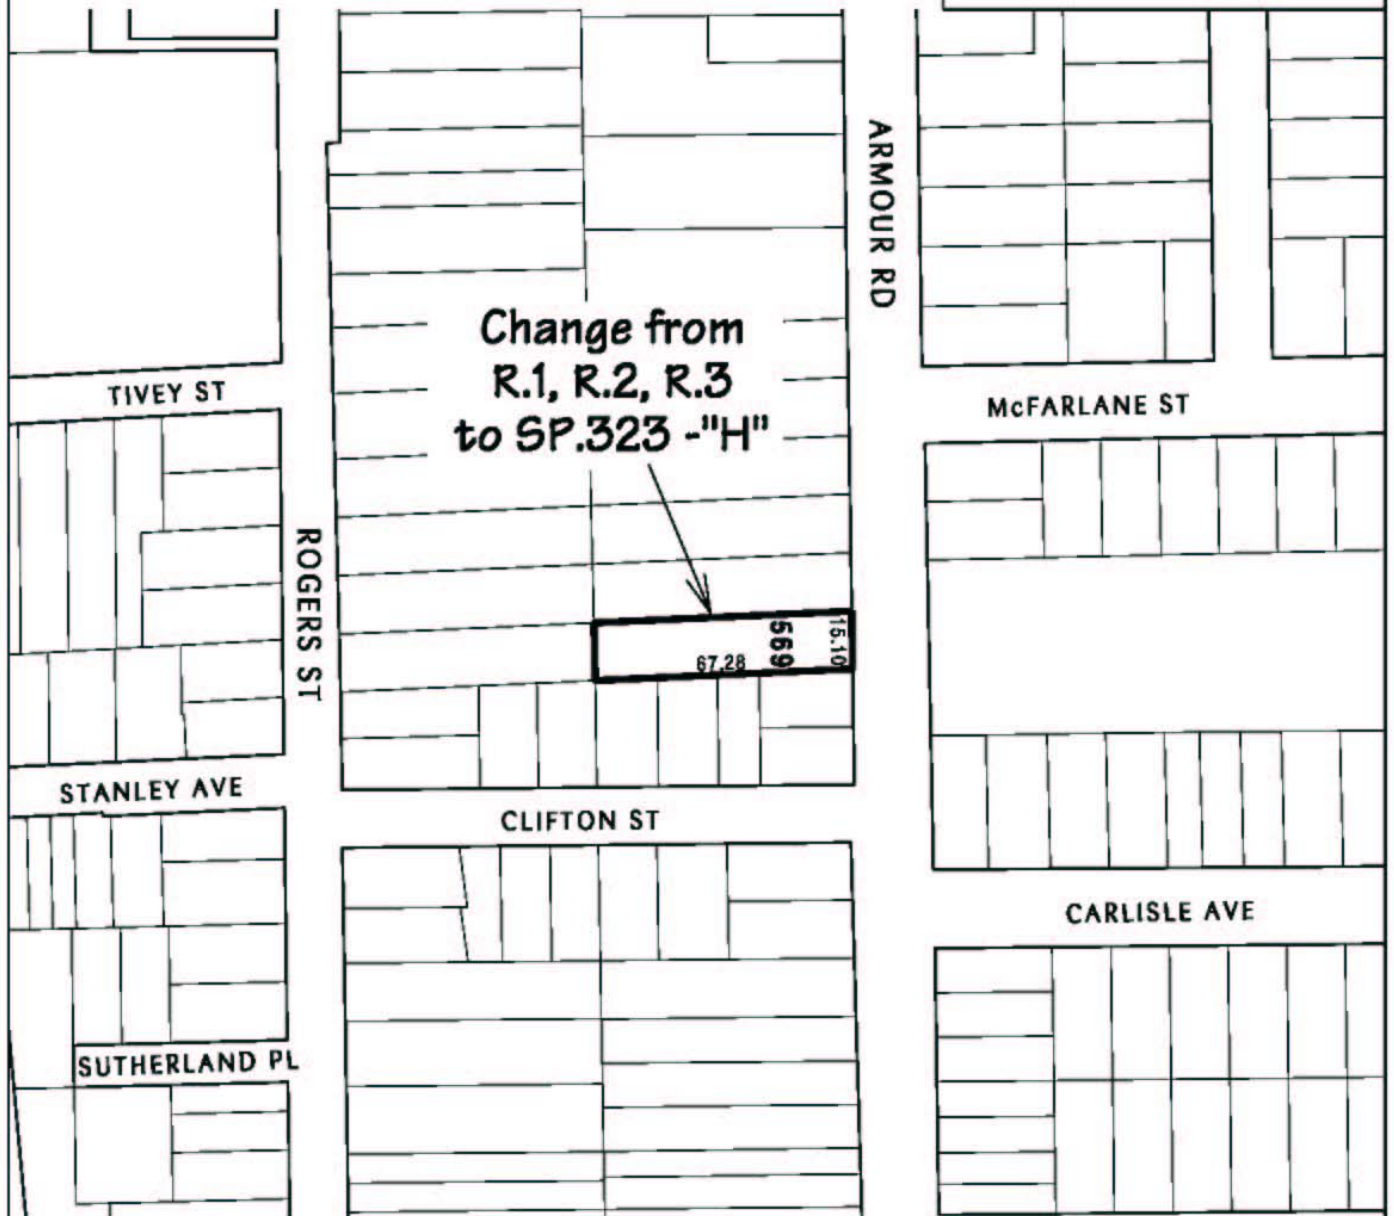 ARMOUR RD
Change from
R.1, R.2, R.3
to SP.323 -"H"
TIVEY ST
McFARLANE ST
ROGERS ST
569
15.10
67.28
STANLEY AVE
CLIFTON ST
CARLISLE AVE
SUTHERLAND PL